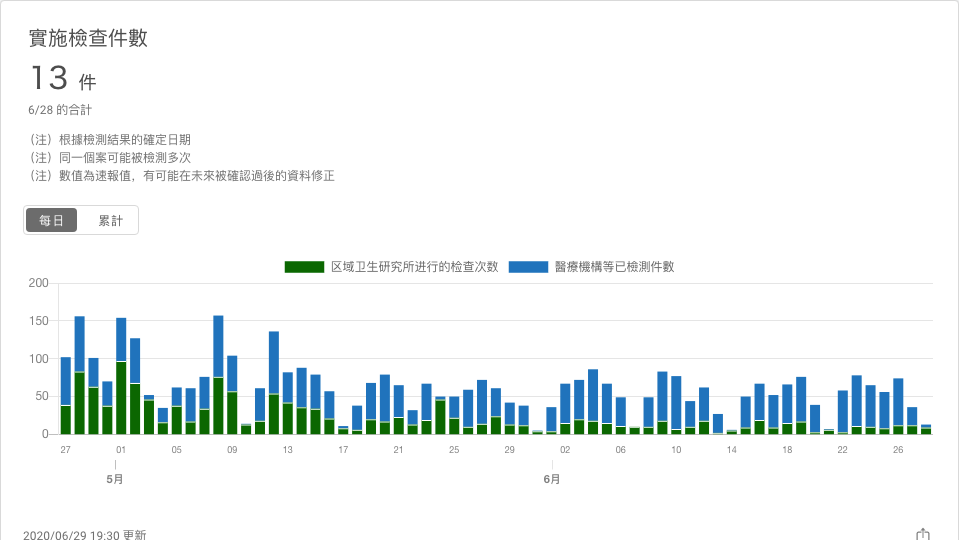 實施檢查件數
13 件
6/28 的合計
（注）根據檢測結果的確定日期
（注）同一個案可能被檢測多次
（注）數值為速報值，有可能在未來被確認過後的資料修正
每日 累計
区域卫生研究所进行的检查次数 醫療機構等已檢測件數
200
150
100
50
0
27 01 05 09 13 17 21 25 29 02 06 10 14 18 22 26
5月 6月
2020/06/29 19:30 更新